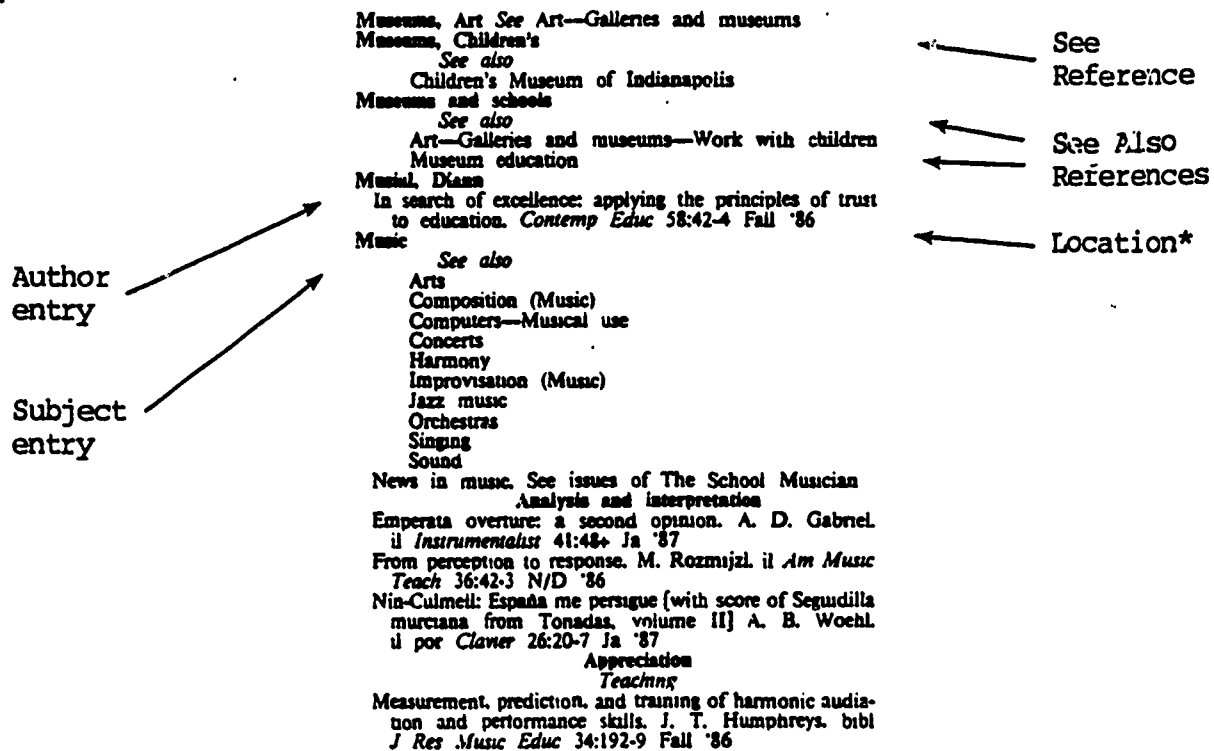 Museums, Art See Art—Galleries and museums
Museums, Children's
See also
Children's Museum of Indianapolis
Museums and schools
See also
Art—Galleries and museums—Work with children
Museum education
Musial, Diann
In search of excellence: applying the principles of trust
to education. Contemp Educ 58:42-4 Fall '86
Music
See also
Arts
Composition (Music)
Computers—Musical use
Concerts
Harmony
Improvisation (Music)
Jazz music
Orchestras
Singing
Sound
News in music. See issues of The School Musician
Analysis and interpretation
Emperata overture: a second opinion. A. D. Gabriel.
il Instrumentalist 41:48+ Ja '87
From perception to response. M. Rozmijzl. il Am Music
Teach 36:42-3 N/D '86
Nin-Culmell: España me persigue [with score of Seguidilla
murciana from Tonadas, volume II] A. B. Woehl.
il por Clavier 26:20-7 Ja '87
Appreciation
Teaching
Measurement, prediction, and training of harmonic audia-
tion and performance skills. J. T. Humphreys. bibl
J Res Music Educ 34:192-9 Fall '86
Author
entry
Subject
entry
See
Reference
See Also
References
Location*